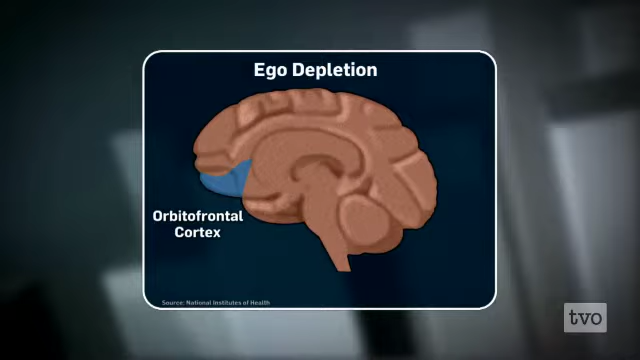 Ego Depletion
Orbitofrontal
Cortex
Source: National Institutes of Health
tvo